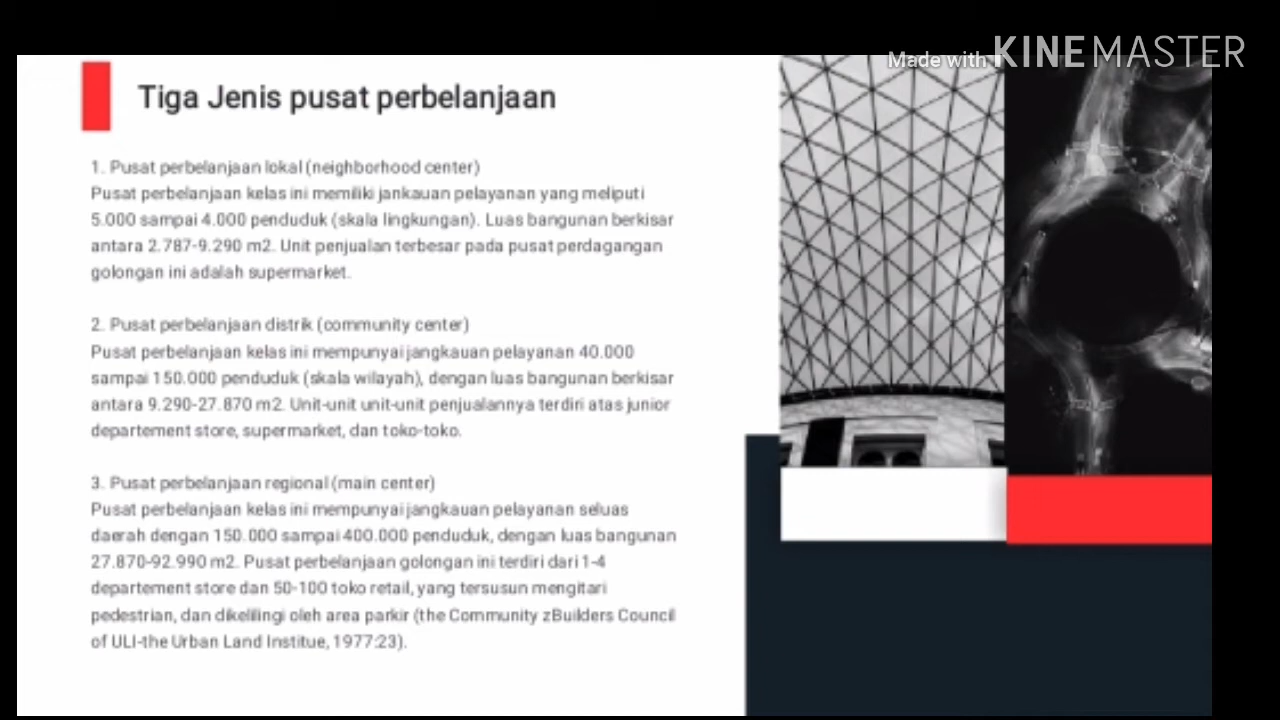 Made with KINEMASTER
Tiga Jenis pusat perbelanjaan
1. Pusat perbelanjaan lokal (neighborhood center)
Pusat perbelanjaan kelas ini memiliki jankauan pelayanan yang meliputi
5.000 sampai 4.000 penduduk (skala lingkungan). Luas bangunan berkisar
antara 2.787-9.290 m2. Unit penjualan terbesar pada pusat perdagangan
golongan ini adalah supermarket.
2. Pusat perbelanjaan distrik (community center)
Pusat perbelanjaan kelas ini mempunyai jangkauan pelayanan 40.000
sampai 150.000 penduduk (skala wilayah), dengan luas bangunan berkisar
antara 9.290-27.870 m2. Unit-unit unit-unit penjualannya terdiri atas junior
departement store, supermarket, dan toko-toko.
3. Pusat perbelanjaan regional (main center)
Pusat perbelanjaan kelas ini mempunyai jangkauan pelayanan seluas
daerah dengan 150.000 sampai 400.000 penduduk, dengan luas bangunan
27.870-92.990 m2. Pusat perbelanjaan golongan ini terdiri dari 1-4
departement store dan 50-100 toko retail, yang tersusun mengitari
pedestrian, dan dikelilingi oleh area parkir (the Community zBuilders Council
of ULI-the Urban Land Institue, 1977:23).